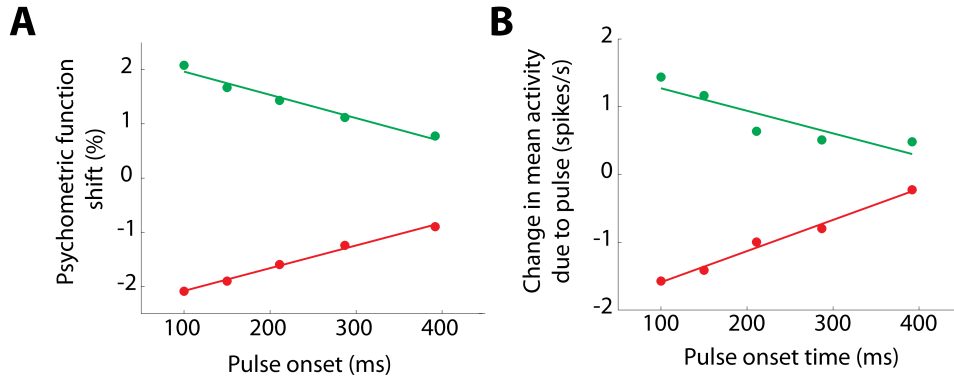 A
Psychometric function
shift (%)
2
1
0
-1
-2
100
200
300
400
Pulse onset (ms)
B
Change in mean activity
due to pulse (spikes/s)
2
1
0
-1
-2
100
200
300
400
Pulse onset time (ms)